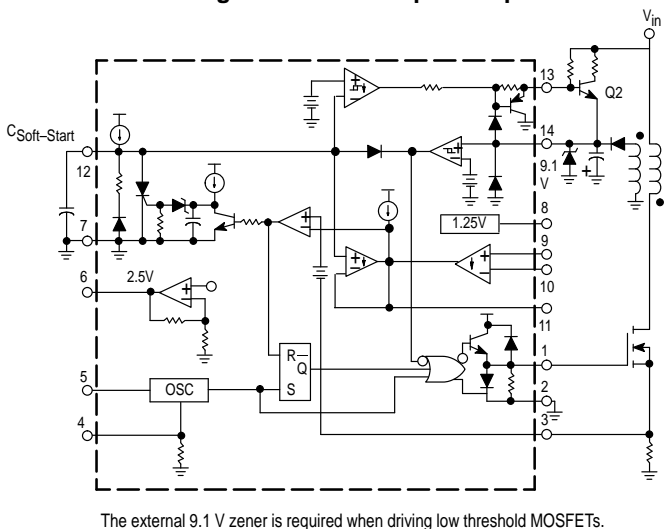 Vin
13
Q2
CSoft–Start
14
12
9.1
V
7
8
1.25V
9
6
2.5V
10
11
R
Q
S
1
5
OSC
2
4
3
The external 9.1 V zener is required when driving low threshold MOSFETs.